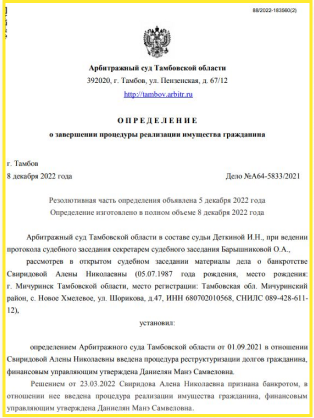 88/2022-183560(2)
Арбитражный суд Тамбовской области
392020, г. Тамбов, ул. Пензенская, д. 67/12
http://tambov.arbitr.ru
О П Р Е Д Е Л Е Н И Е
о завершении процедуры реализации имущества гражданина
г. Тамбов
8 декабря 2022 года Дело №А64-5833/2021
Резолютивная часть определения объявлена 5 декабря 2022 года
Определение изготовлено в полном объеме 8 декабря 2022 года
Арбитражный суд Тамбовской области в составе судьи Деткиной И.Н., при ведении
протокола судебного заседания секретарем судебного заседания Барышниковой О.А.,
рассмотрев в открытом судебном заседании материалы дела о банкротстве
Свиридовой Алены Николаевны (05.07.1987 года рождения, место рождения:
г. Мичуринск Тамбовской области, место регистрации: Тамбовская обл. Мичуринский
район, с. Новое Хмелевое, ул. Шорикова, д.47, ИНН 680702010568, СНИЛС 089-428-611-
12),
установил:
определением Арбитражного суда Тамбовской области от 01.09.2021 в отношении
Свиридовой Алены Николаевны введена процедура реструктуризации долгов гражданина,
финансовым управляющим утверждена Даниелян Манэ Самвеловна.
Решением от 23.03.2022 Свиридова Алена Николаевна признана банкротом, в
отношении нее введена процедура реализации имущества гражданина, финансовым
управляющим утверждена Даниелян Манэ Самвеловна.